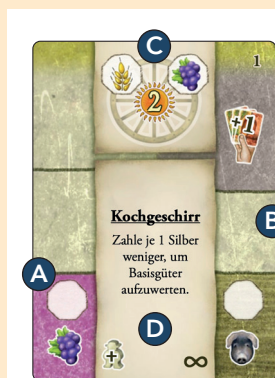 C
1
2
+1
B
Kochgeschirr
Zahle je 1 Silber
weniger, um
Basisgüter
aufzuwerten.
A
D
+
∞